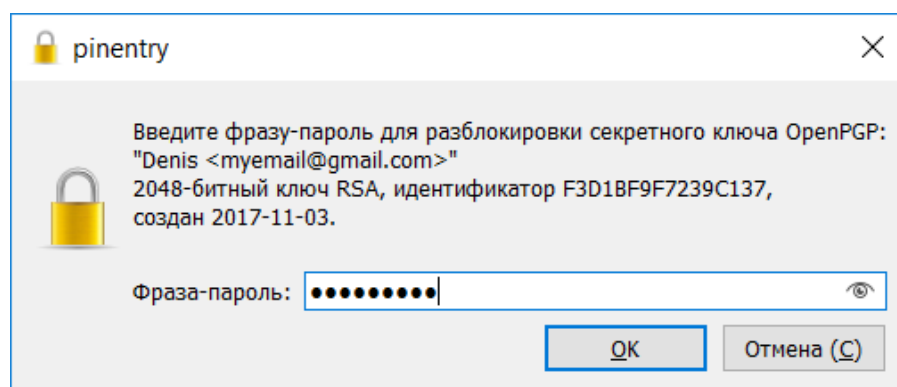 pinentry
Введите фразу-пароль для разблокировки секретного ключа OpenPGP:
"Denis <myemail@gmail.com>"
2048-битный ключ RSA, идентификатор F3D1BF9F7239C137,
создан 2017-11-03.
Фраза-пароль: ●●●●●●●●●
OK Отмена (C)